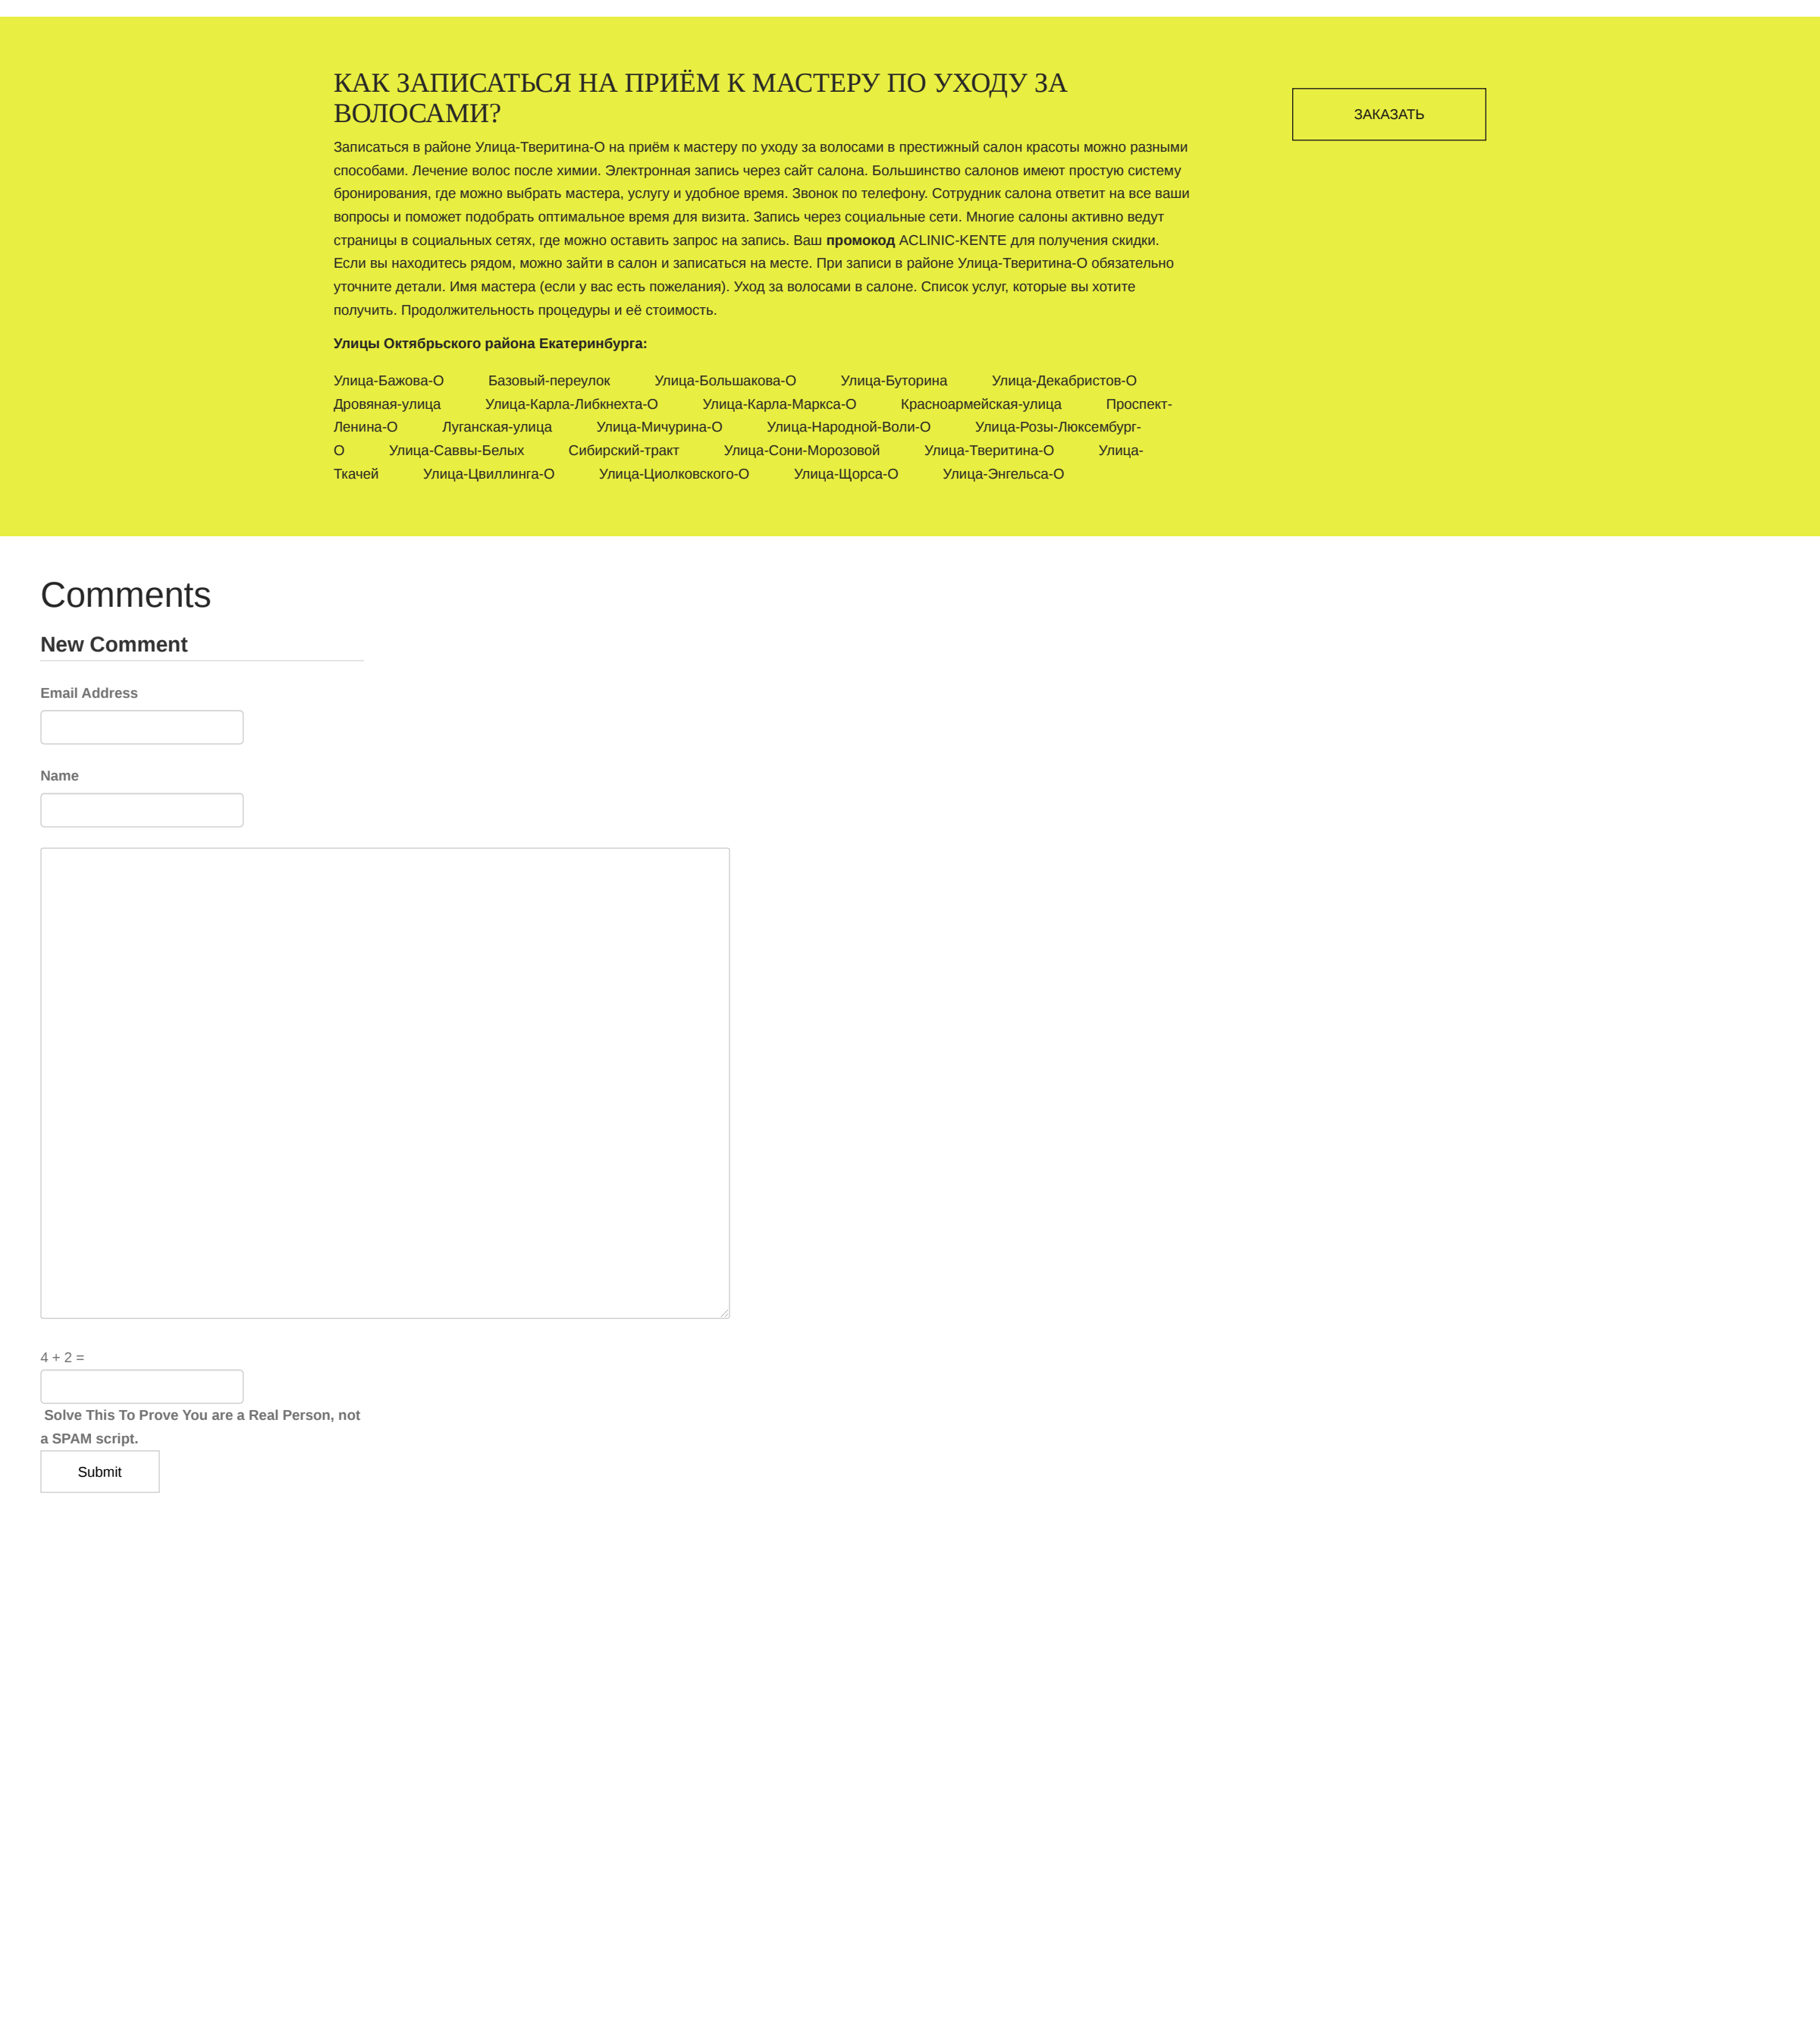 КАК ЗАПИСАТЬСЯ НА ПРИЁМ К МАСТЕРУ ПО УХОДУ ЗА
ВОЛОСАМИ?
ЗАКАЗАТЬ
Записаться в районе Улица-Тверитина-О на приём к мастеру по уходу за волосами в престижный салон красоты можно разными
способами. Лечение волос после химии. Электронная запись через сайт салона. Большинство салонов имеют простую систему
бронирования, где можно выбрать мастера, услугу и удобное время. Звонок по телефону. Сотрудник салона ответит на все ваши
вопросы и поможет подобрать оптимальное время для визита. Запись через социальные сети. Многие салоны активно ведут
страницы в социальных сетях, где можно оставить запрос на запись. Ваш промокод ACLINIC-KENTE для получения скидки.
Если вы находитесь рядом, можно зайти в салон и записаться на месте. При записи в районе Улица-Тверитина-О обязательно
уточните детали. Имя мастера (если у вас есть пожелания). Уход за волосами в салоне. Список услуг, которые вы хотите
получить. Продолжительность процедуры и её стоимость.
Улицы Октябрьского района Екатеринбурга:
Улица-Бажова-О Базовый-переулок Улица-Большакова-О Улица-Буторина Улица-Декабристов-О
Дровяная-улица Улица-Карла-Либкнехта-О Улица-Карла-Маркса-О Красноармейская-улица Проспект-
Ленина-О Луганская-улица Улица-Мичурина-О Улица-Народной-Воли-О Улица-Розы-Люксембург-
О Улица-Саввы-Белых Сибирский-тракт Улица-Сони-Морозовой Улица-Тверитина-О Улица-
Ткачей Улица-Цвиллинга-О Улица-Циолковского-О Улица-Щорса-О Улица-Энгельса-О
Comments
New Comment
Email Address
Name
4 + 2 =
Solve This To Prove You are a Real Person, not
a SPAM script.
Submit